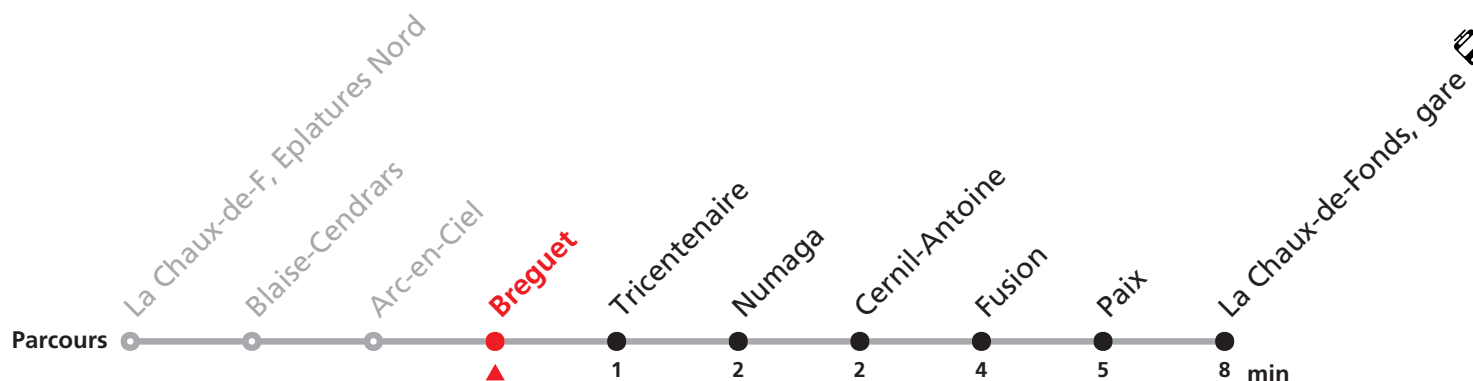 La Chaux-de-F, Eplatures Nord
Blaise-Cendrars
Arc-en-Ciel
Breguet
Tricentenaire
Numaga
Cernil-Antoine
Fusion
Paix
La Chaux-de-Fonds, gare
Parcours
1 2 2 4 5 8 min